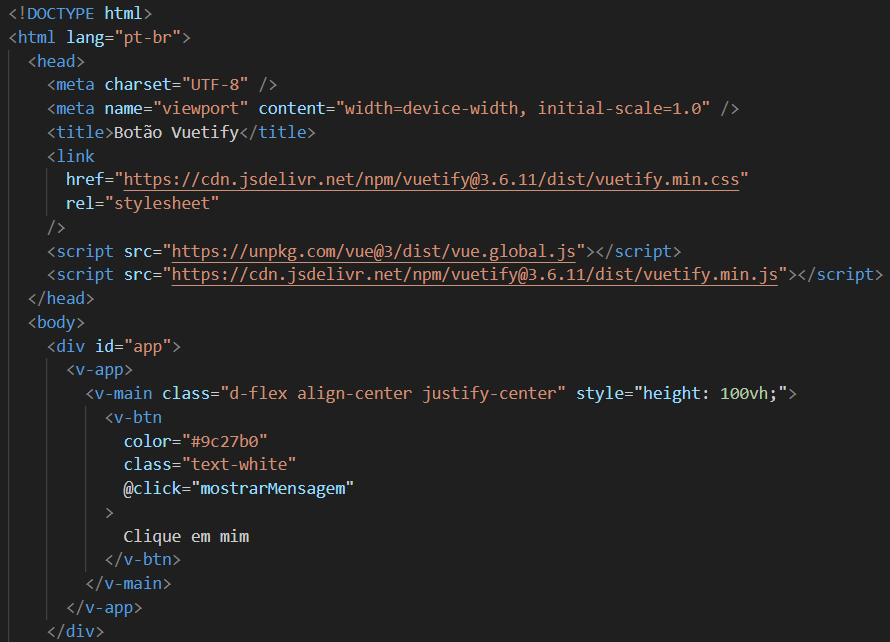 <!DOCTYPE html>
<html lang="pt-br">
<head>
<meta charset="UTF-8" />
<meta name="viewport" content="width=device-width, initial-scale=1.0" />
<title>Botão Vuetify</title>
<link
href="https://cdn.jsdelivr.net/npm/vuetify@3.6.11/dist/vuetify.min.css"
rel="stylesheet"
/>
<script src="https://unpkg.com/vue@3/dist/vue.global.js"></script>
<script src="https://cdn.jsdelivr.net/npm/vuetify@3.6.11/dist/vuetify.min.js"></script>
</head>
<body>
<div id="app">
<v-app>
<v-main class="d-flex align-center justify-center" style="height: 100vh;">
<v-btn
color="#9c27b0"
class="text-white"
@click="mostrarMensagem"
>
Clique em mim
</v-btn>
</v-main>
</v-app>
</div>